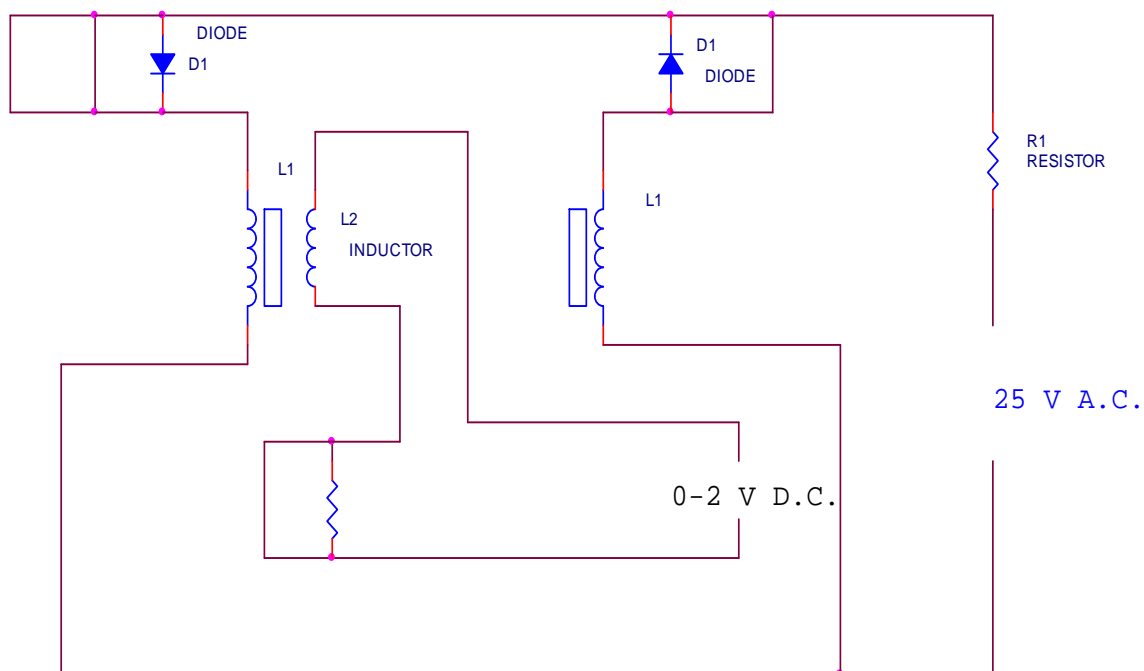 DIODE
D1
D1
DIODE
R1
RESISTOR
L1
L1
L2
INDUCTOR
25 V A.C.
0-2 V D.C.